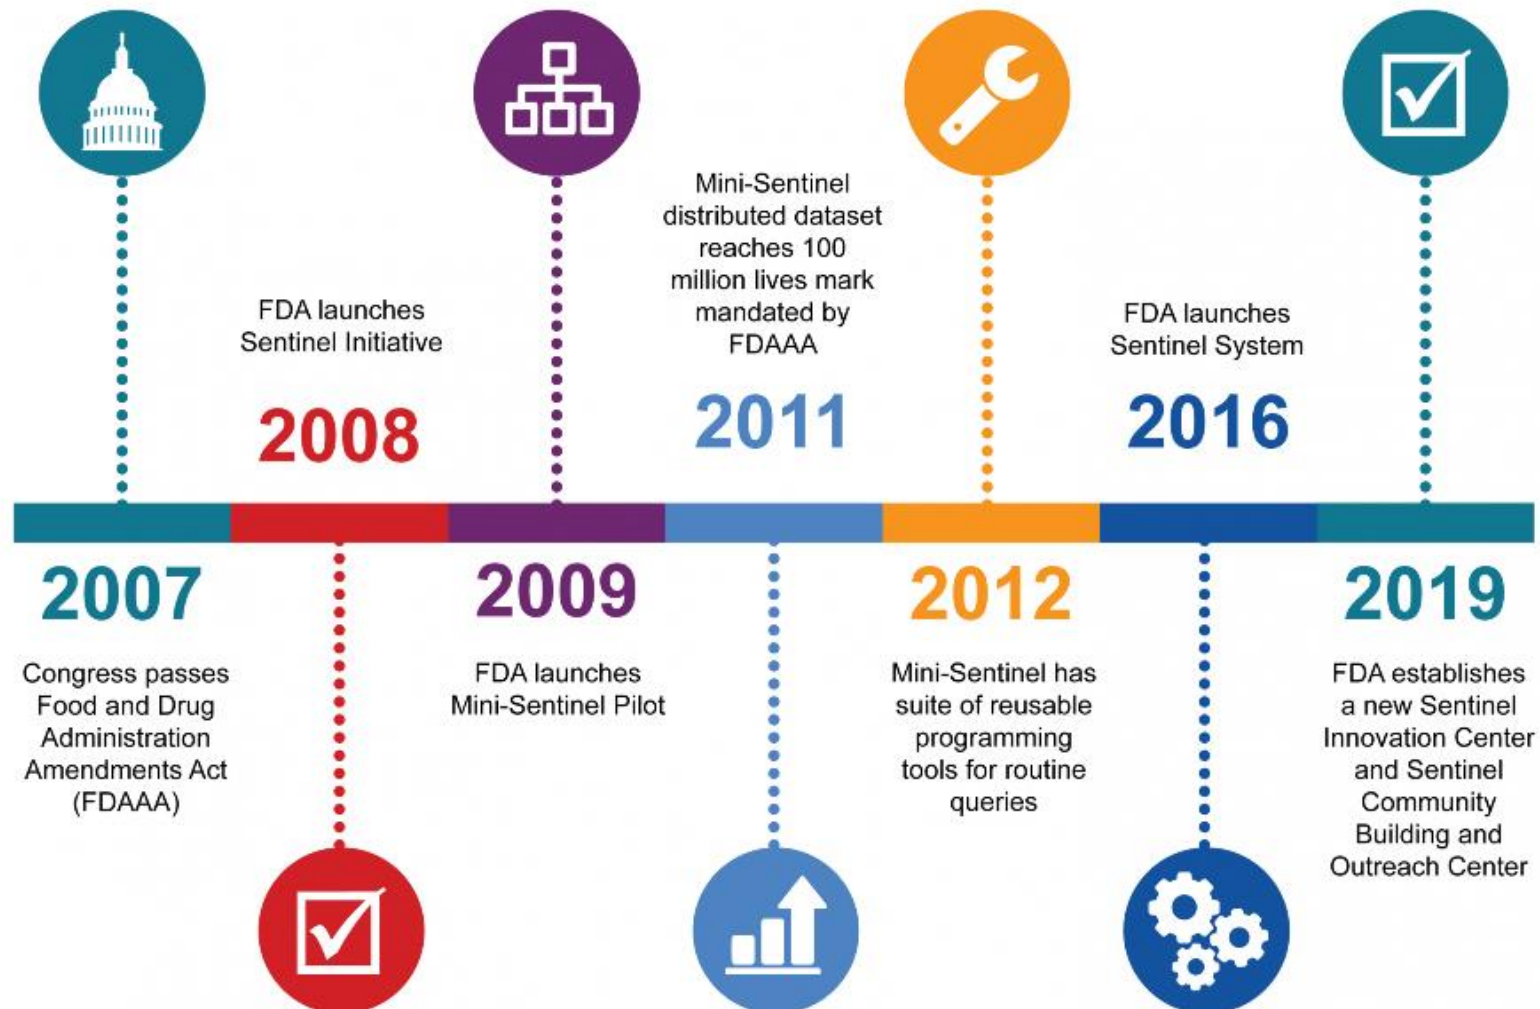 2007
Congress passes
Food and Drug
Administration
Amendments Act
(FDAAA)
FDA launches
Sentinel Initiative
2008
2009
FDA launches
Mini-Sentinel Pilot
Mini-Sentinel
distributed dataset
reaches 100
million lives mark
mandated by
FDAAA
2011
2012
Mini-Sentinel has
suite of reusable
programming
tools for routine
queries
FDA launches
Sentinel System
2016
2019
FDA establishes
a new Sentinel
Innovation Center
and Sentinel
Community
Building and
Outreach Center